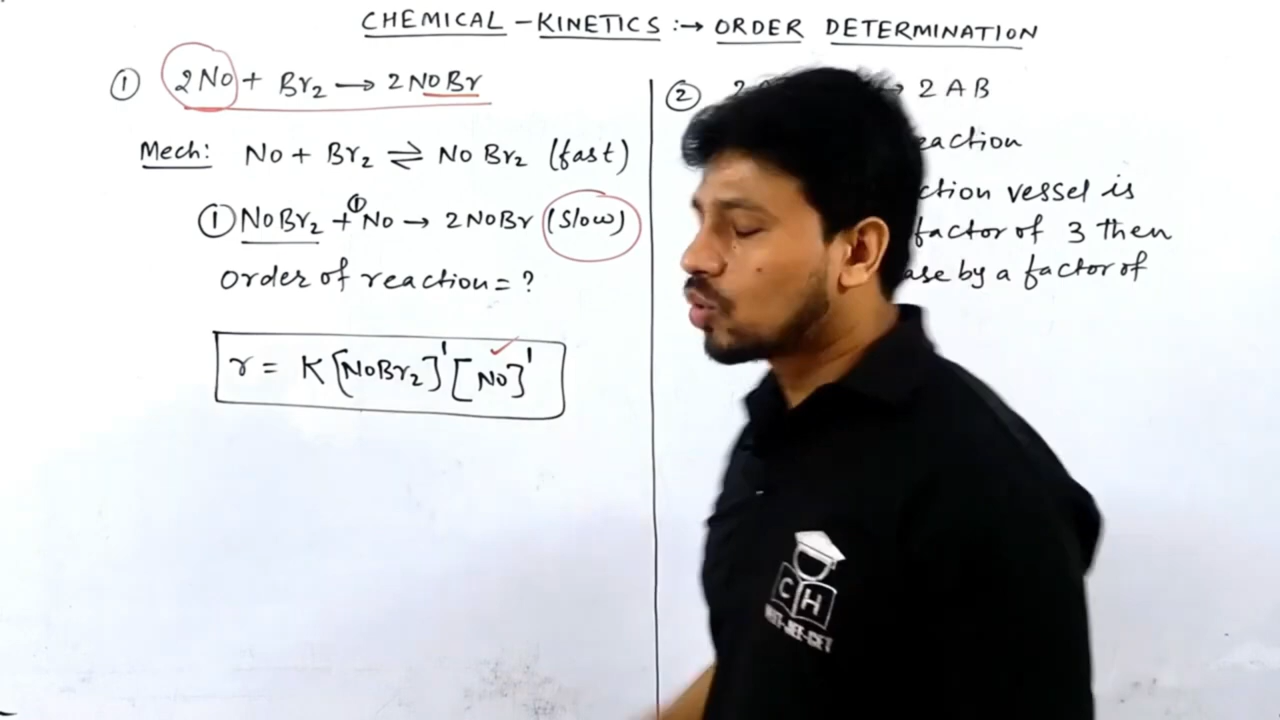 CHEMICAL - KINETICS :→ ORDER DETERMINATION
① 2NO + Br₂ → 2NOBr
Mech: NO + Br₂ ⇌ NOBr₂ (fast)
① NOBr₂ + ① NO → 2NOBr (Slow)
Order of reaction = ?
r = K [NOBr₂]¹ [NO]¹
② 2 → 2AB
eaction
ction vessel is
factor of 3 then
ase by a factor of
CH